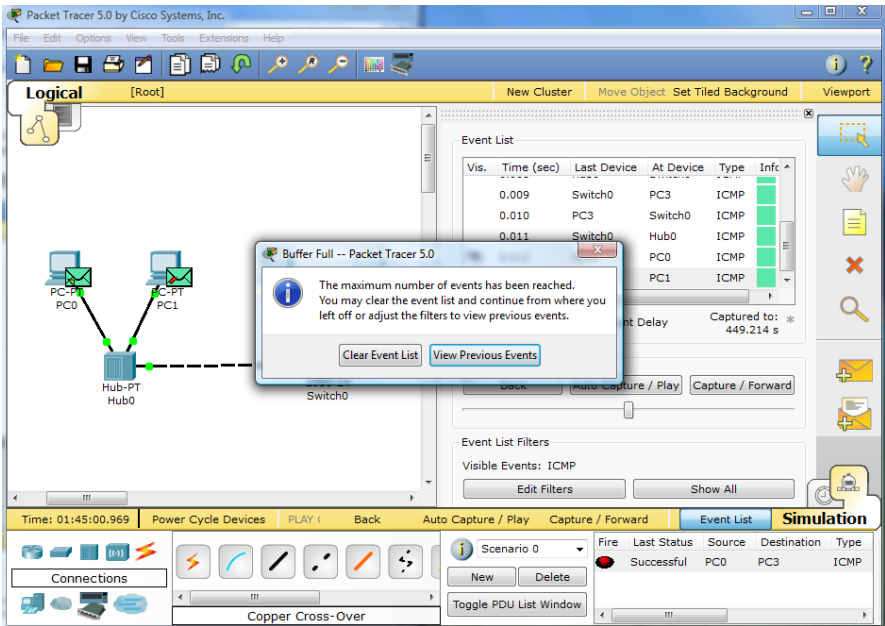 Packet Tracer 5.0 by Cisco Systems, Inc.
File Edit Options View Tools Extensions Help
Logical [Root] New Cluster Move Object Set Tiled Background Viewport
Event List
Vis. Time (sec) Last Device At Device Type Info
0.009 Switch0 PC3 ICMP
0.010 PC3 Switch0 ICMP
0.011 Switch0 Hub0 ICMP
PC0 ICMP
PC1 ICMP
Delay Captured to: *
449.214 s
Buffer Full -- Packet Tracer 5.0
The maximum number of events has been reached.
You may clear the event list and continue from where you
left off or adjust the filters to view previous events.
Clear Event List View Previous Events
PC-PT
PC0
PC-PT
PC1
Hub-PT
Hub0
Switch0
Back Auto Capture / Play Capture / Forward
Event List Filters
Visible Events: ICMP
Edit Filters Show All
Time: 01:45:00.969 Power Cycle Devices PLAY Back Auto Capture / Play Capture / Forward Event List Simulation
Connections
Copper Cross-Over
Scenario 0
New Delete
Toggle PDU List Window
Fire Last Status Source Destination Type
Successful PC0 PC3 ICMP